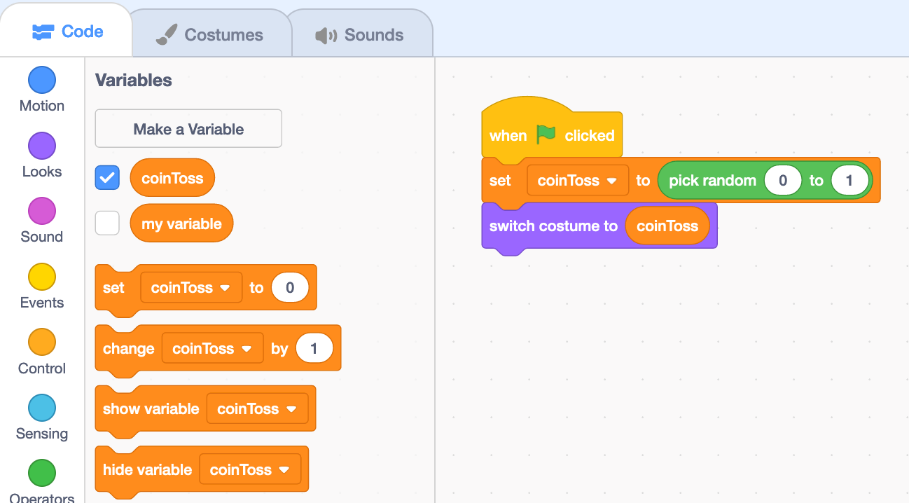 Code
Costumes
Sounds
Motion
Looks
Sound
Events
Control
Sensing
Operators
Variables
Make a Variable
coinToss
my variable
set coinToss to 0
change coinToss by 1
show variable coinToss
hide variable coinToss
when clicked
set coinToss to pick random 0 to 1
switch costume to coinToss